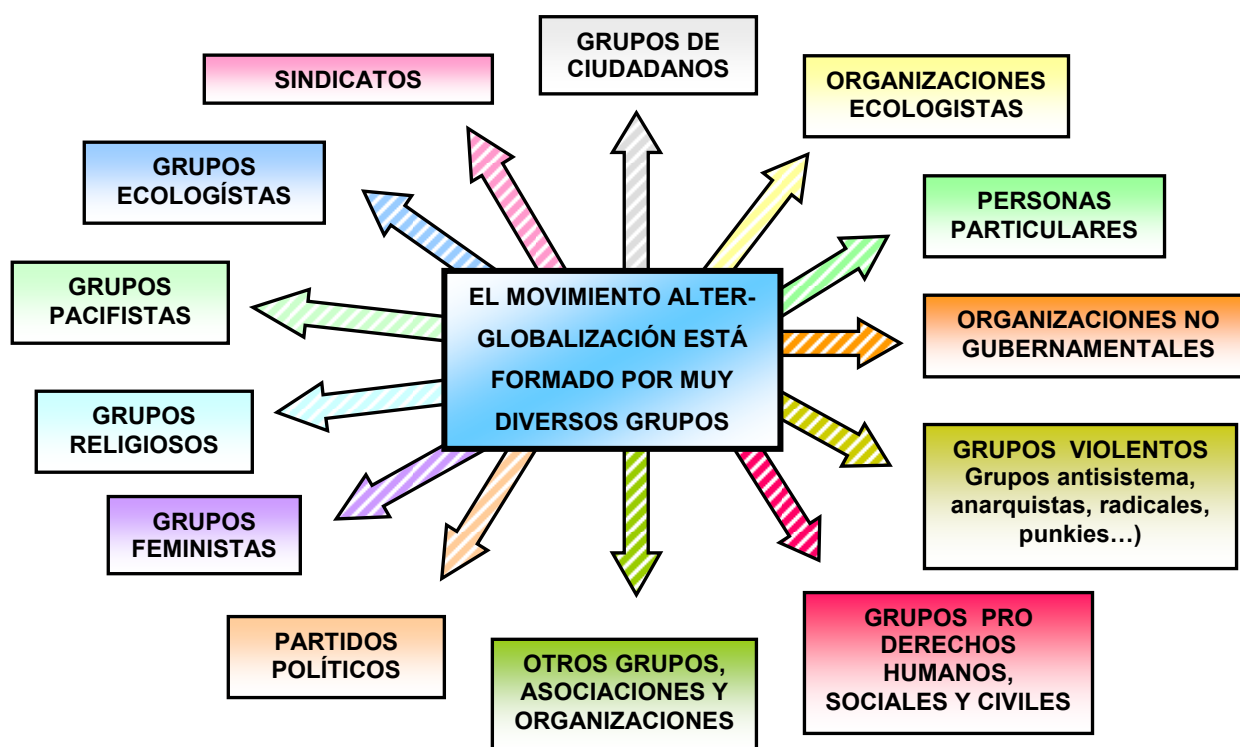 GRUPOS DE
CIUDADANOS
SINDICATOS
ORGANIZACIONES
ECOLOGISTAS
GRUPOS
ECOLOGÍSTAS
PERSONAS
PARTICULARES
GRUPOS
PACIFISTAS
EL MOVIMIENTO ALTER-
GLOBALIZACIÓN ESTÁ
FORMADO POR MUY
DIVERSOS GRUPOS
ORGANIZACIONES NO
GUBERNAMENTALES
GRUPOS
RELIGIOSOS
GRUPOS VIOLENTOS
Grupos antisistema,
anarquistas, radicales,
punkies…)
GRUPOS
FEMINISTAS
PARTIDOS
POLÍTICOS
OTROS GRUPOS,
ASOCIACIONES Y
ORGANIZACIONES
GRUPOS PRO
DERECHOS
HUMANOS,
SOCIALES Y CIVILES